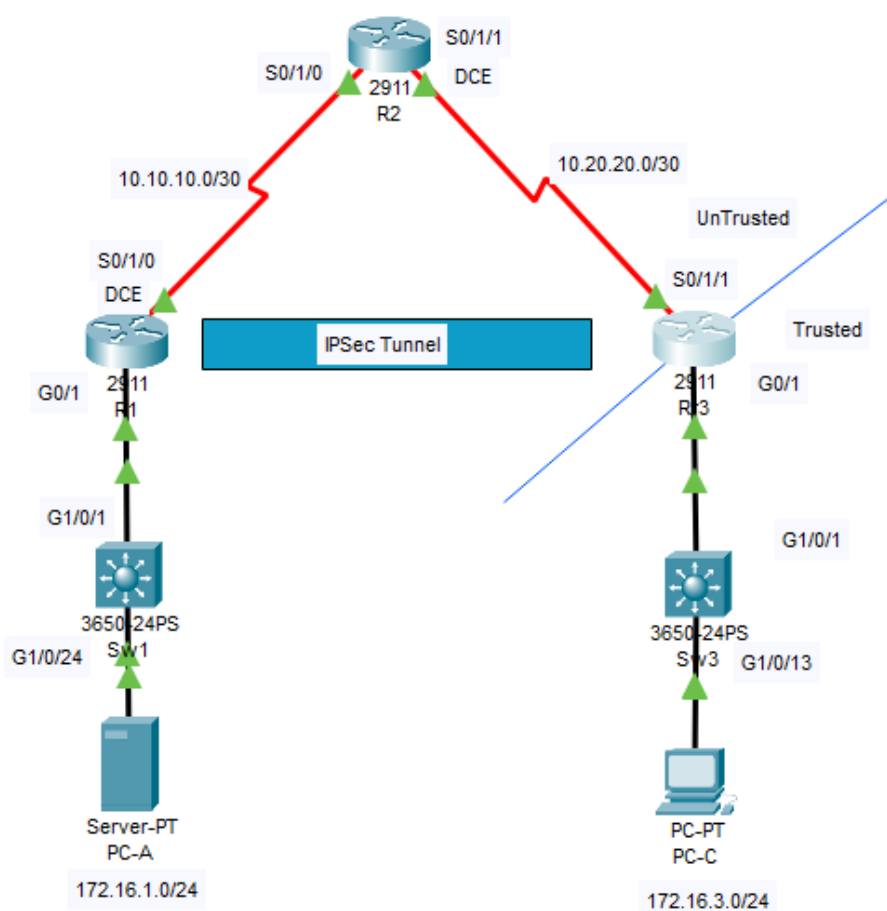 S0/1/1
S0/1/0
DCE
2911
R2
10.10.10.0/30
10.20.20.0/30
UnTrusted
S0/1/0
DCE
S0/1/1
IPSec Tunnel
Trusted
G0/1
2911
R1
2911
G0/1
G1/0/1
G1/0/1
3650-24PS
Sw1
3650-24PS
Sw3
G1/0/24
G1/0/13
Server-PT
PC-A
PC-PT
PC-C
172.16.1.0/24
172.16.3.0/24